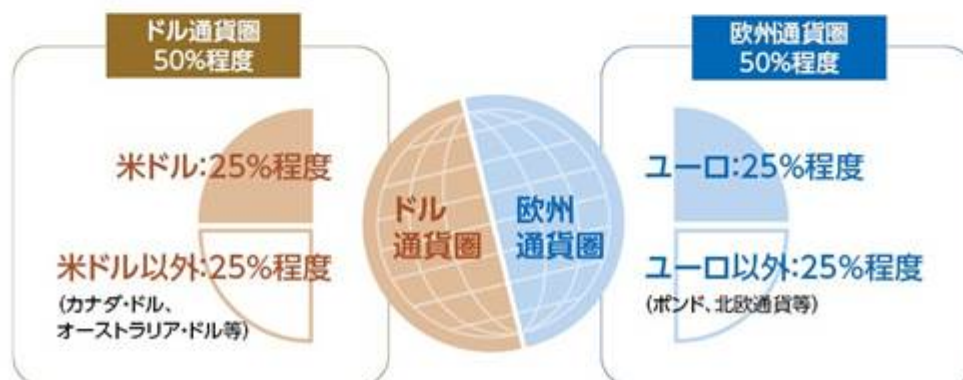 ドル通貨圏
50%程度
米ドル:25%程度
米ドル以外:25%程度
(カナダ・ドル、
オーストラリア・ドル等)
ドル
通貨圏
欧州
通貨圏
欧州通貨圏
50%程度
ユーロ:25%程度
ユーロ以外:25%程度
(ポンド、北欧通貨等)